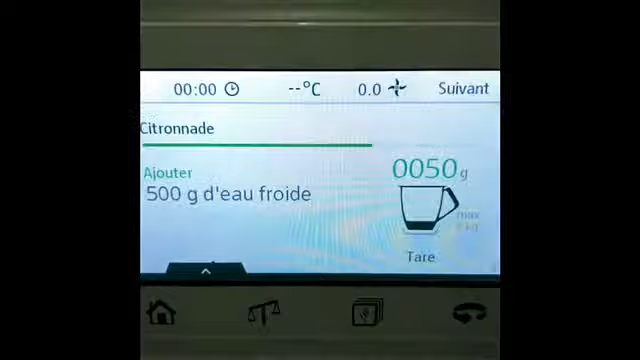 00:00 --°C 0.0 Suivant
Citronnade
Ajouter
500 g d'eau froide
0050 g
max
Tare